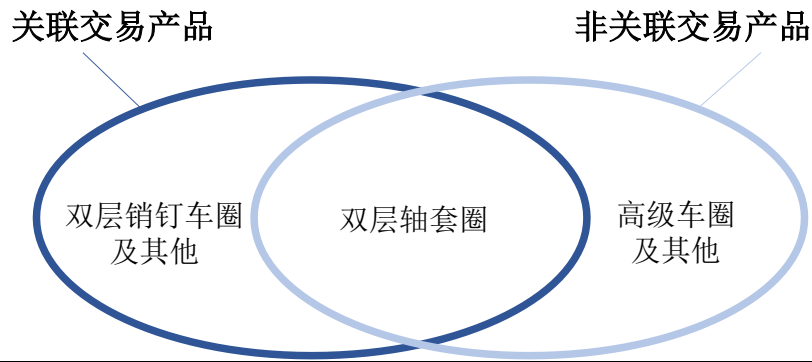 关联交易产品
非关联交易产品
双层销钉车圈
及其他
双层轴套圈
高级车圈
及其他